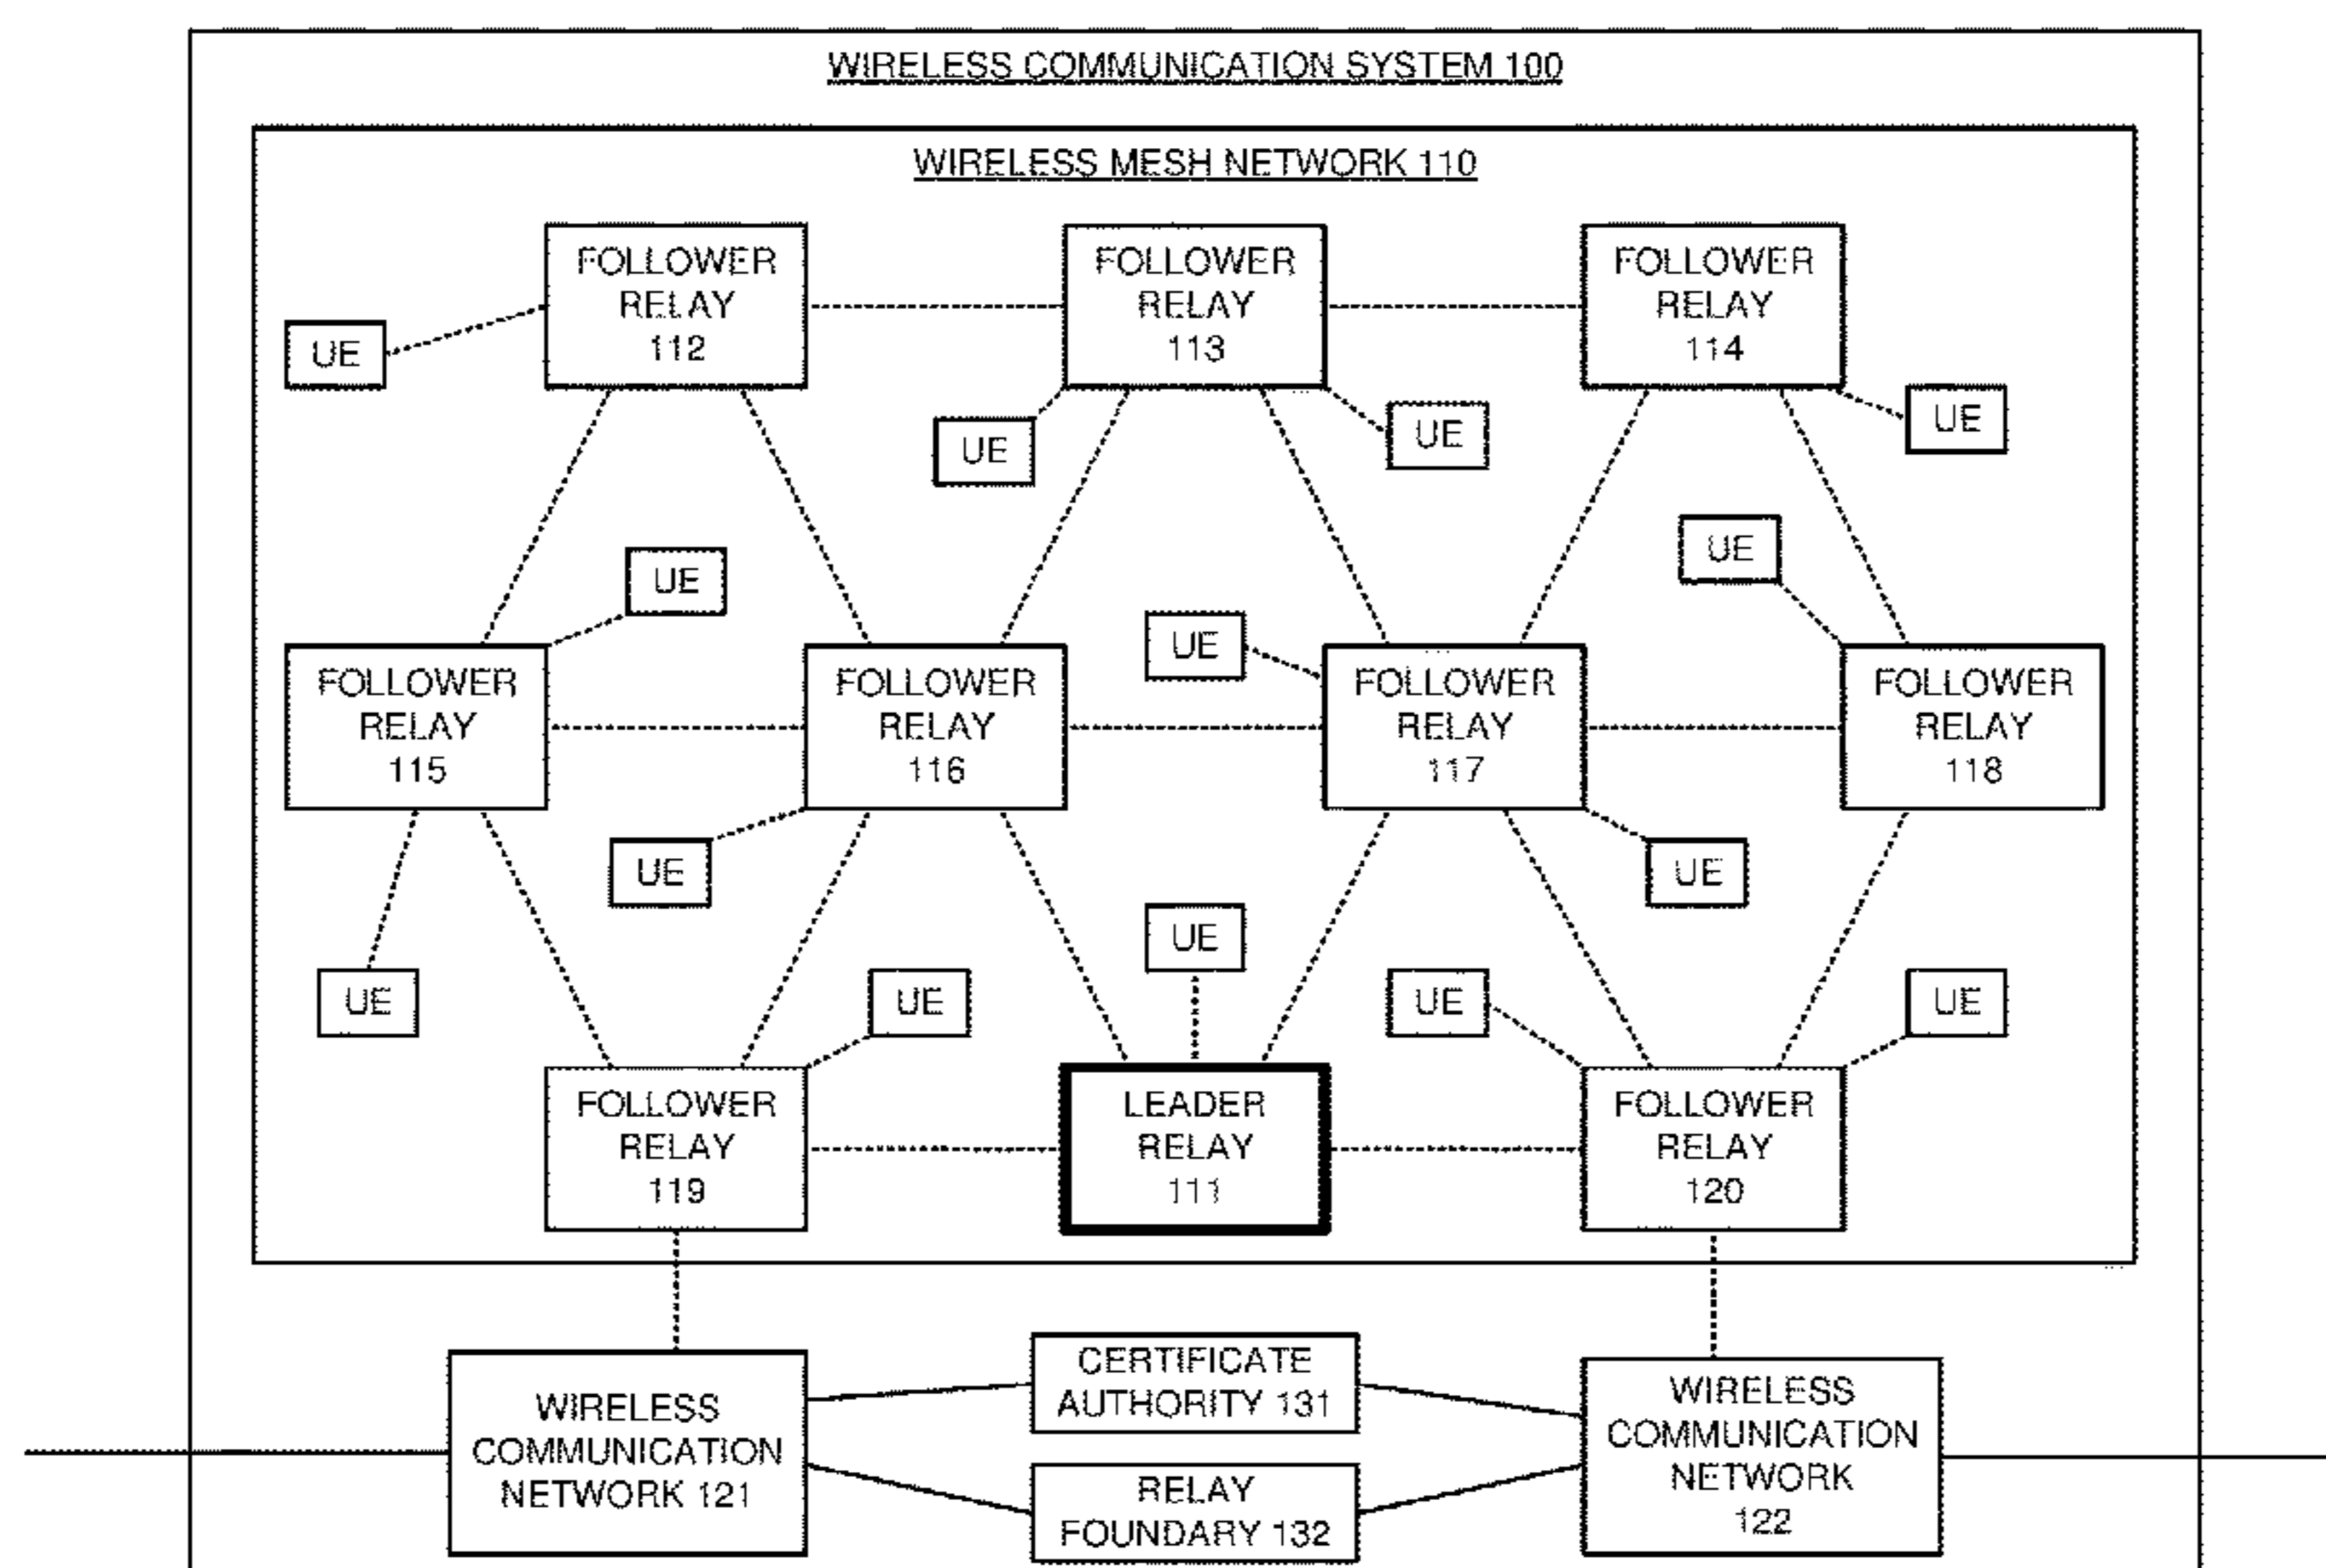 WIRELESS COMMUNICATION SYSTEM 100
WIRELESS MESH NETWORK 110
FOLLOWER
RELAY
112
FOLLOWER
RELAY
113
FOLLOWER
RELAY
114
UE
UE
UE
UE
UE
UE
UE
FOLLOWER
RELAY
115
FOLLOWER
RELAY
116
FOLLOWER
RELAY
117
FOLLOWER
RELAY
118
UE
UE
UE
UE
UE
UE
UE
FOLLOWER
RELAY
119
LEADER
RELAY
111
FOLLOWER
RELAY
120
WIRELESS
COMMUNICATION
NETWORK 121
CERTIFICATE
AUTHORITY 131
RELAY
FOUNDARY 132
WIRELESS
COMMUNICATION
NETWORK
122